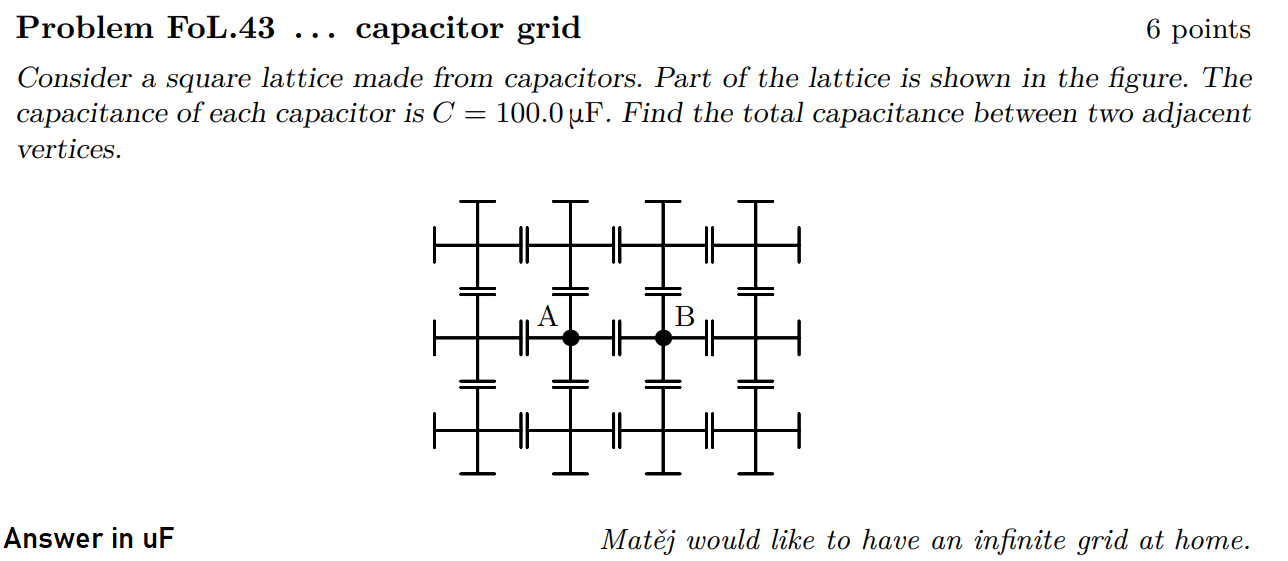 Problem FoL.43 ... capacitor grid 6 points
Consider a square lattice made from capacitors. Part of the lattice is shown in the figure. The
capacitance of each capacitor is C = 100.0 μF. Find the total capacitance between two adjacent
vertices.
A B
Answer in uF Matěj would like to have an infinite grid at home.